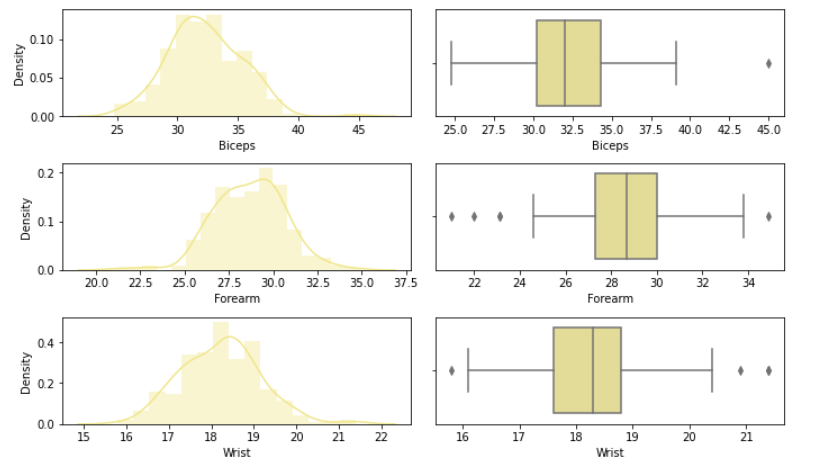 Density
0.10
0.05
0.00
25 30 35 40 45
Biceps
25.0 27.5 30.0 32.5 35.0 37.5 40.0 42.5 45.0
Biceps
Density
0.2
0.1
0.0
20.0 22.5 25.0 27.5 30.0 32.5 35.0 37.5
Forearm
22 24 26 28 30 32 34
Forearm
Density
0.4
0.2
0.0
15 16 17 18 19 20 21 22
Wrist
16 17 18 19 20 21
Wrist